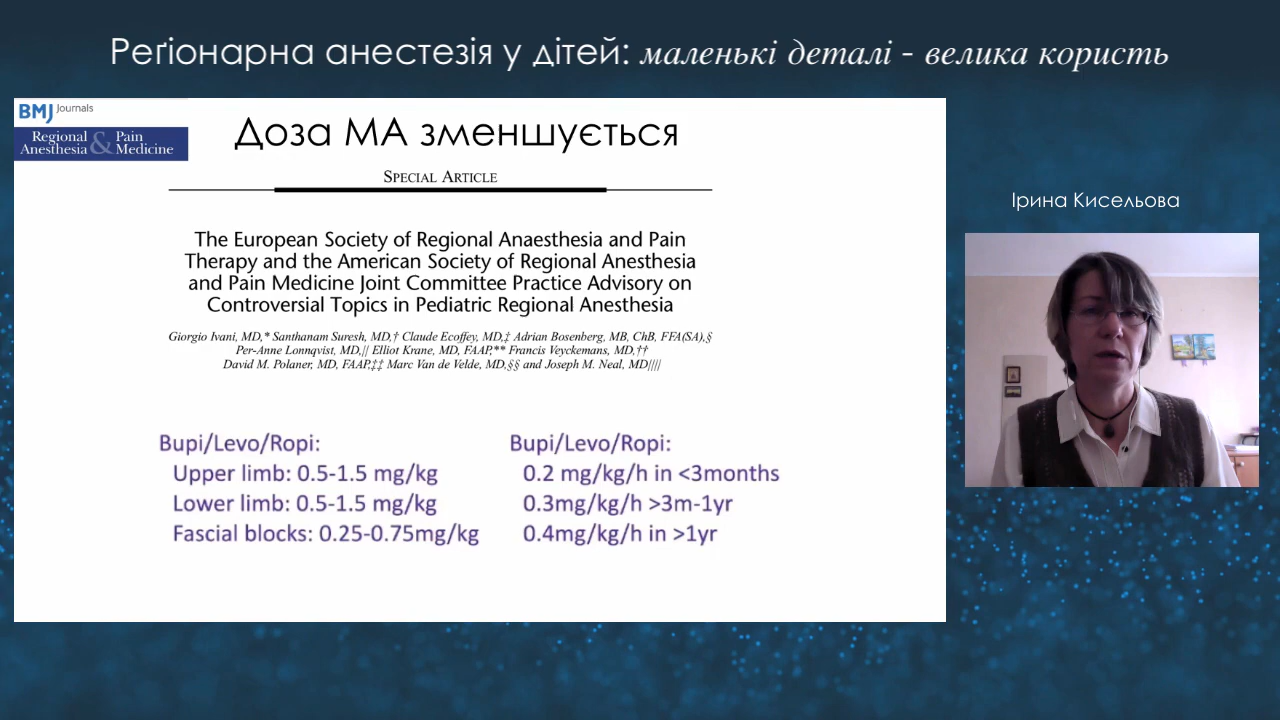 Реґіонарна анестезія у дітей: маленькі деталі - велика користь
BMJ Journals
Regional Anesthesia & Pain Medicine
Доза МА зменшується
SPECIAL ARTICLE
The European Society of Regional Anaesthesia and Pain
Therapy and the American Society of Regional Anesthesia
and Pain Medicine Joint Committee Practice Advisory on
Controversial Topics in Pediatric Regional Anesthesia
Giorgio Ivani, MD,* Santhanam Suresh, MD,† Claude Ecoffey, MD,‡ Adrian Bosenberg, MB, ChB, FFA(SA),§
Per-Anne Lonnqvist, MD,|| Elliot Krane, MD, FAAP,** Francis Veyckemans, MD,††
David M. Polaner, MD, FAAP,‡‡ Marc Van de Velde, MD,§§ and Joseph M. Neal, MD||||
Bupi/Levo/Ropi:
Upper limb: 0.5-1.5 mg/kg
Lower limb: 0.5-1.5 mg/kg
Fascial blocks: 0.25-0.75mg/kg
Bupi/Levo/Ropi:
0.2 mg/kg/h in <3months
0.3mg/kg/h >3m-1yr
0.4mg/kg/h in >1yr
Ірина Кисельова